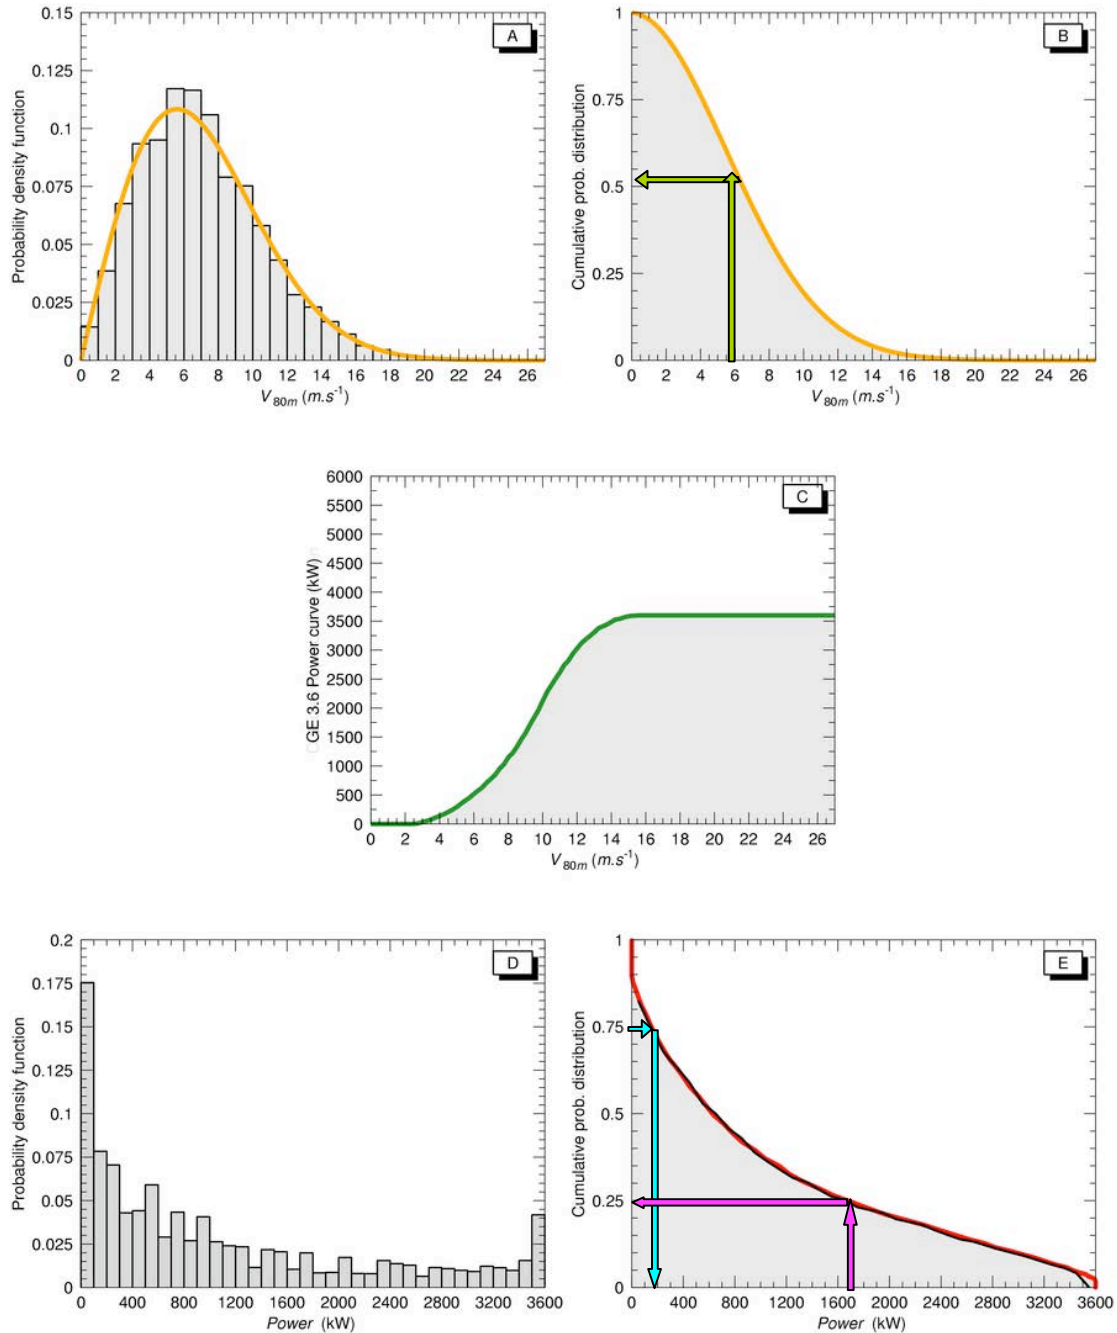 A
Probability density function
0.15
0.125
0.1
0.075
0.05
0.025
0
0 2 4 6 8 10 12 14 16 18 20 22 24 26
V80m (m.s-1)
B
Cumulative prob. distribution
1
0.75
0.5
0.25
0
0 2 4 6 8 10 12 14 16 18 20 22 24 26
V80m (m.s-1)
C
GE 3.6 Power curve (kW)
6000
5500
5000
4500
4000
3500
3000
2500
2000
1500
1000
500
0
0 2 4 6 8 10 12 14 16 18 20 22 24 26
V80m (m.s-1)
D
Probability density function
0.2
0.175
0.15
0.125
0.1
0.075
0.05
0.025
0
0 400 800 1200 1600 2000 2400 2800 3200 3600
Power (kW)
E
Cumulative prob. distribution
1
0.75
0.5
0.25
0
0 400 800 1200 1600 2000 2400 2800 3200 3600
Power (kW)